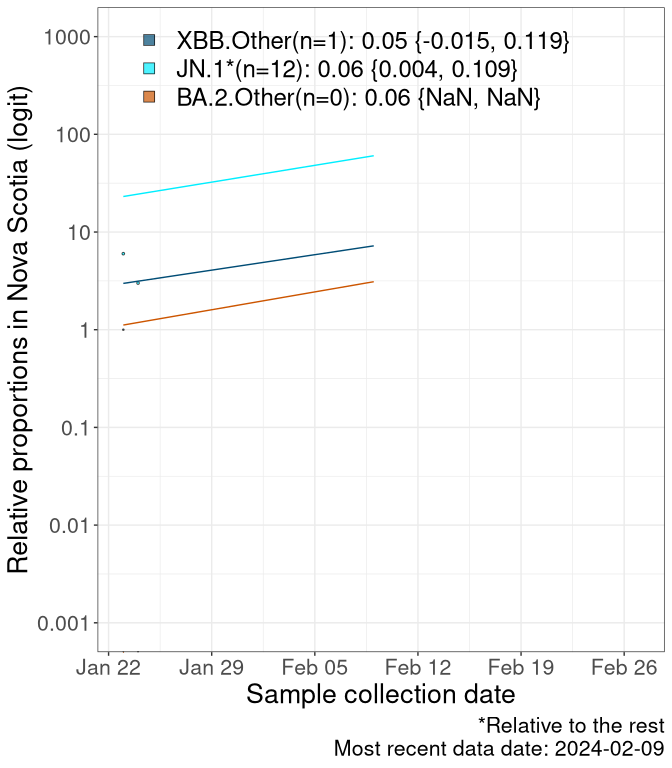 XBB.Other(n=1): 0.05 {-0.015, 0.119}
JN.1*(n=12): 0.06 {0.004, 0.109}
BA.2.Other(n=0): 0.06 {NaN, NaN}
Relative proportions in Nova Scotia (logit)
1000
100
10
1
0.1
0.01
0.001
Jan 22 Jan 29 Feb 05 Feb 12 Feb 19 Feb 26
Sample collection date
*Relative to the rest
Most recent data date: 2024-02-09